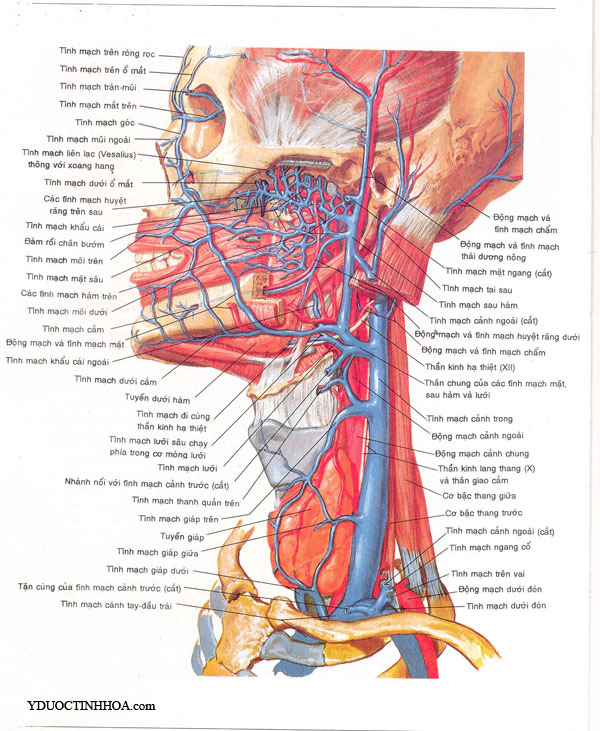 Tĩnh mạch trên ròng rọc
Tĩnh mạch trên ổ mắt
Tĩnh mạch trán-mũi
Tĩnh mạch mắt trên
Tĩnh mạch góc
Tĩnh mạch mũi ngoài
Tĩnh mạch liên lạc (Vesalius)
thông với xoang hang
Tĩnh mạch dưới ổ mắt
Các tĩnh mạch huyệt
răng trên sau
Tĩnh mạch khẩu cái
Đám rối chân bướm
Tĩnh mạch môi trên
Tĩnh mạch mặt sâu
Các tĩnh mạch hàm trên
Tĩnh mạch môi dưới
Tĩnh mạch cằm
Động mạch và tĩnh mạch mặt
Tĩnh mạch khẩu cái ngoài
Tĩnh mạch dưới cằm
Tuyến dưới hàm
Tĩnh mạch đi cùng
thần kinh hạ thiệt
Tĩnh mạch lưỡi sâu chạy
phía trong cơ móng lưỡi
Tĩnh mạch lưỡi
Nhánh nối với tĩnh mạch cảnh trước (cắt)
Tĩnh mạch thanh quản trên
Tĩnh mạch giáp trên
Tuyến giáp
Tĩnh mạch giáp giữa
Tĩnh mạch giáp dưới
Tận cùng của tĩnh mạch cảnh trước (cắt)
Tĩnh mạch cánh tay-đầu trái
Động mạch và
tĩnh mạch chẩm
Động mạch và tĩnh mạch
thái dương nông
Tĩnh mạch mặt ngang (cắt)
Tĩnh mạch tai sau
Tĩnh mạch sau hàm
Tĩnh mạch cảnh ngoài (cắt)
Động mạch và tĩnh mạch huyệt răng dưới
Động mạch và tĩnh mạch chẩm
Thần kinh hạ thiệt (XII)
Thân chung của các tĩnh mạch mặt,
sau hàm và lưỡi
Tĩnh mạch cảnh trong
Động mạch cảnh ngoài
Động mạch cảnh chung
Thần kinh lang thang (X)
và thân giao cảm
Cơ bậc thang giữa
Cơ bậc thang trước
Tĩnh mạch cảnh ngoài (cắt)
Tĩnh mạch ngang cổ
Tĩnh mạch trên vai
Động mạch dưới đòn
Tĩnh mạch dưới đòn
YDUOCTINHHOA.com